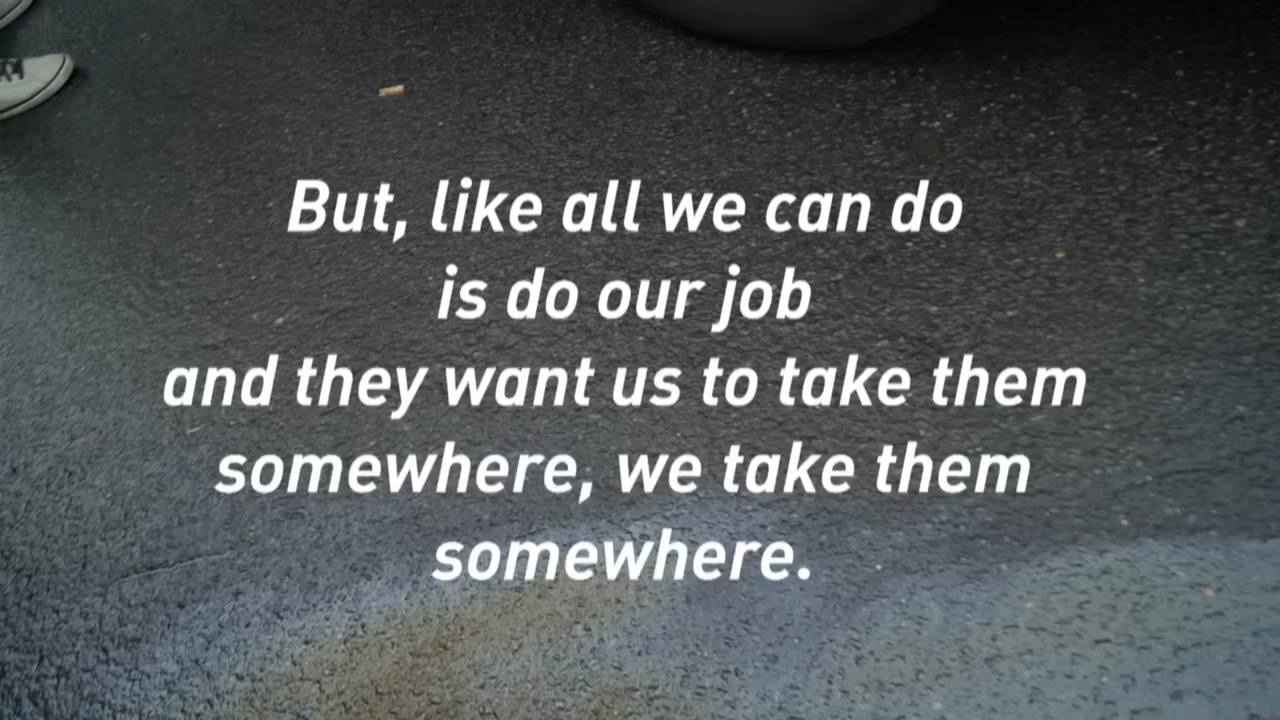 But, like all we can do
is do our job
and they want us to take them
somewhere, we take them
somewhere.